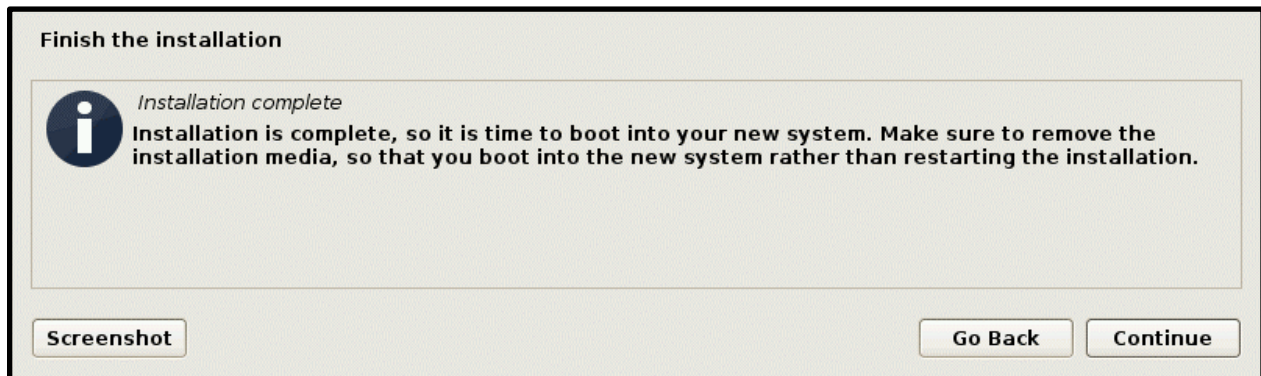 Finish the installation
Installation complete
Installation is complete, so it is time to boot into your new system. Make sure to remove the
installation media, so that you boot into the new system rather than restarting the installation.
Screenshot
Go Back
Continue